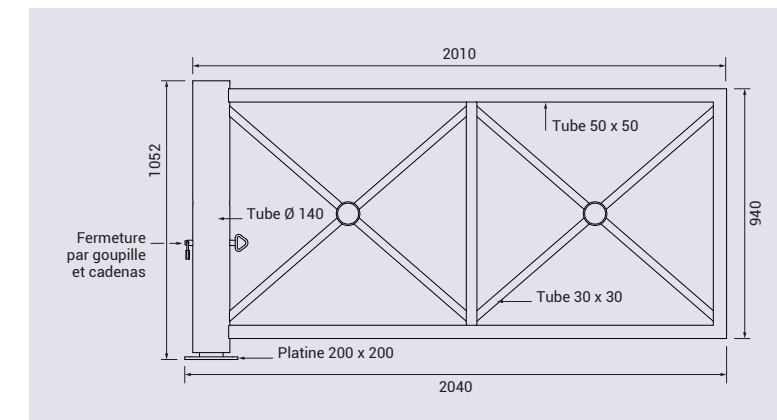 2010
Tube 50 x 50
1052
940
Tube Ø 140
Fermeture
par goupille
et cadenas
Tube 30 x 30
Platine 200 x 200
2040